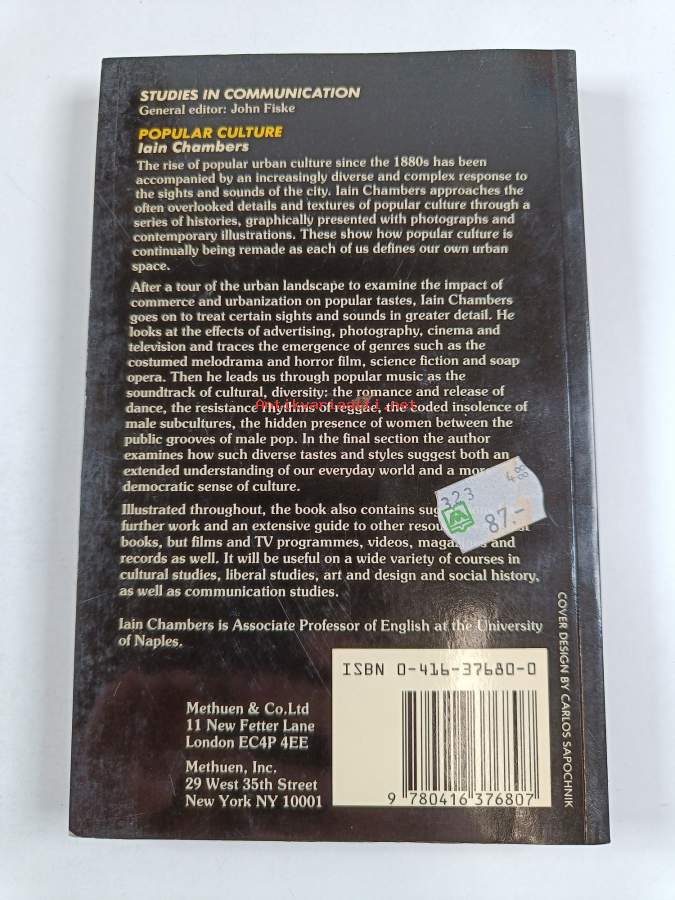 STUDIES IN COMMUNICATION
General editor: John Fiske
POPULAR CULTURE
Iain Chambers
The rise of popular urban culture since the 1880s has been
accompanied by an increasingly diverse and complex response to
the sights and sounds of the city. Iain Chambers approaches the
often overlooked details and textures of popular culture through a
series of histories, graphically presented with photographs and
contemporary illustrations. These show how popular culture is
continually being remade as each of us defines our own urban
space.
After a tour of the urban landscape to examine the impact of
commerce and urbanization on popular tastes, Iain Chambers
goes on to treat certain sights and sounds in greater detail. He
looks at the effects of advertising, photography, cinema and
television and traces the emergence of genres such as the
costumed melodrama and horror film, science fiction and soap
opera. Then he leads us through popular music as the
soundtrack of cultural, diversity: the romance and release of
dance, the resistance rhythms of reggae, the coded insolence of
male subcultures, the hidden presence of women between the
public grooves of male pop. In the final section the author
examines how such diverse tastes and styles suggest both an
extended understanding of our everyday world and a more
democratic sense of culture.
Illustrated throughout, the book also contains
further work and an extensive guide to other
books, but films and TV programmes, videos, and
records as well. It will be useful on a wide variety of courses in
cultural studies, liberal studies, art and design and social history,
as well as communication studies.
Iain Chambers is Associate Professor of English at the University
of Naples.
323
488
87.-
ISBN 0-416-37680-0
9 780416 376807
Methuen & Co.Ltd
11 New Fetter Lane
London EC4P 4EE
Methuen, Inc.
29 West 35th Street
New York NY 10001
COVER DESIGN BY CARLOS SAPOCHNIK